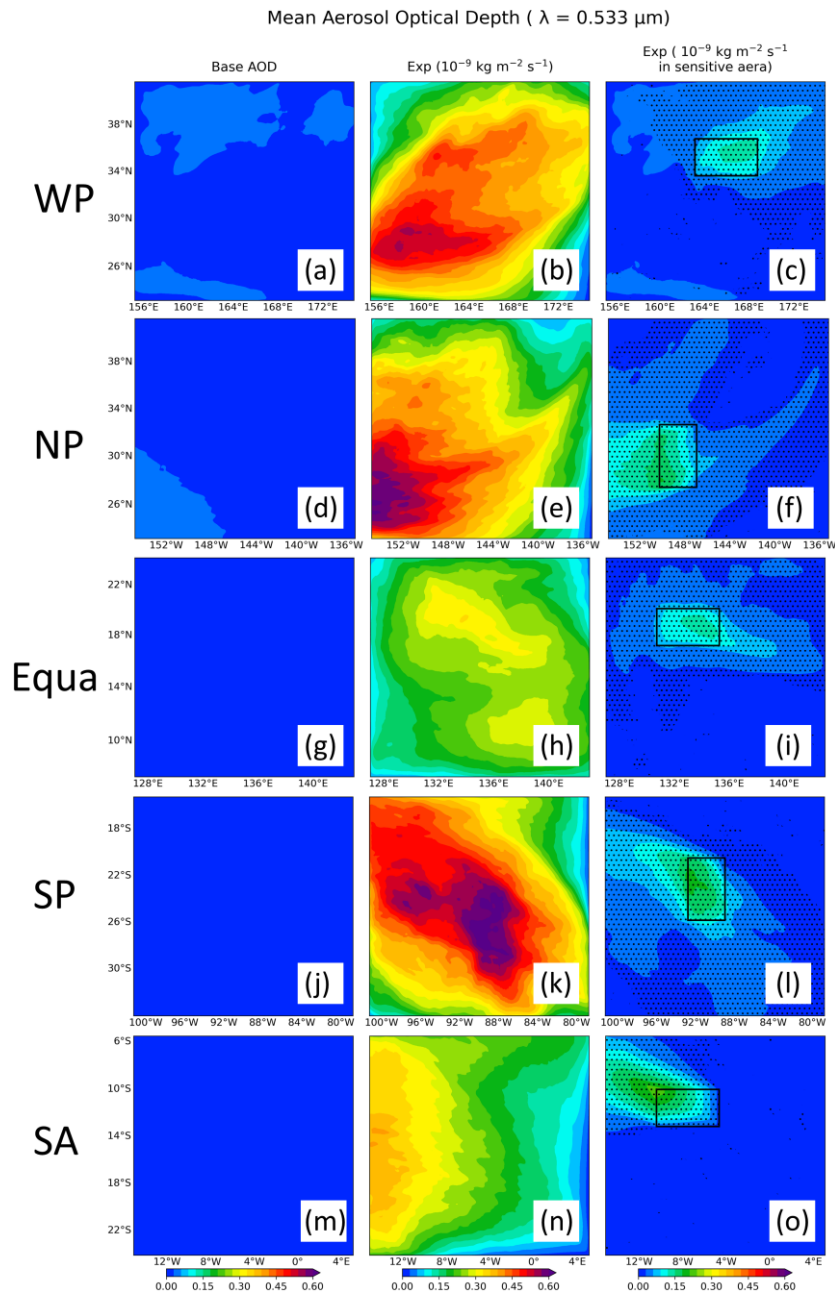 Mean Aerosol Optical Depth ( λ = 0.533 μm)
Base AOD
Exp (10⁻⁹ kg m⁻² s⁻¹)
Exp ( 10⁻⁹ kg m⁻² s⁻¹
in sensitive aera)
WP
38°N
34°N
30°N
26°N
(a) (b) (c)
156°E 160°E 164°E 168°E 172°E 156°E 160°E 164°E 168°E 172°E 156°E 160°E 164°E 168°E 172°E
NP
38°N
34°N
30°N
26°N
(d) (e) (f)
152°W 148°W 144°W 140°W 136°W 152°W 148°W 144°W 140°W 136°W 152°W 148°W 144°W 140°W 136°W
Equa
22°N
18°N
14°N
10°N
(g) (h) (i)
128°E 132°E 136°E 140°E 128°E 132°E 136°E 140°E 128°E 132°E 136°E 140°E
SP
18°S
22°S
26°S
30°S
(j) (k) (l)
100°W 96°W 92°W 88°W 84°W 80°W 100°W 96°W 92°W 88°W 84°W 80°W 100°W 96°W 92°W 88°W 84°W 80°W
SA
6°S
10°S
14°S
18°S
22°S
(m) (n) (o)
12°W 8°W 4°W 0° 4°E 12°W 8°W 4°W 0° 4°E 12°W 8°W 4°W 0° 4°E
0.00 0.15 0.30 0.45 0.60 0.00 0.15 0.30 0.45 0.60 0.00 0.15 0.30 0.45 0.60